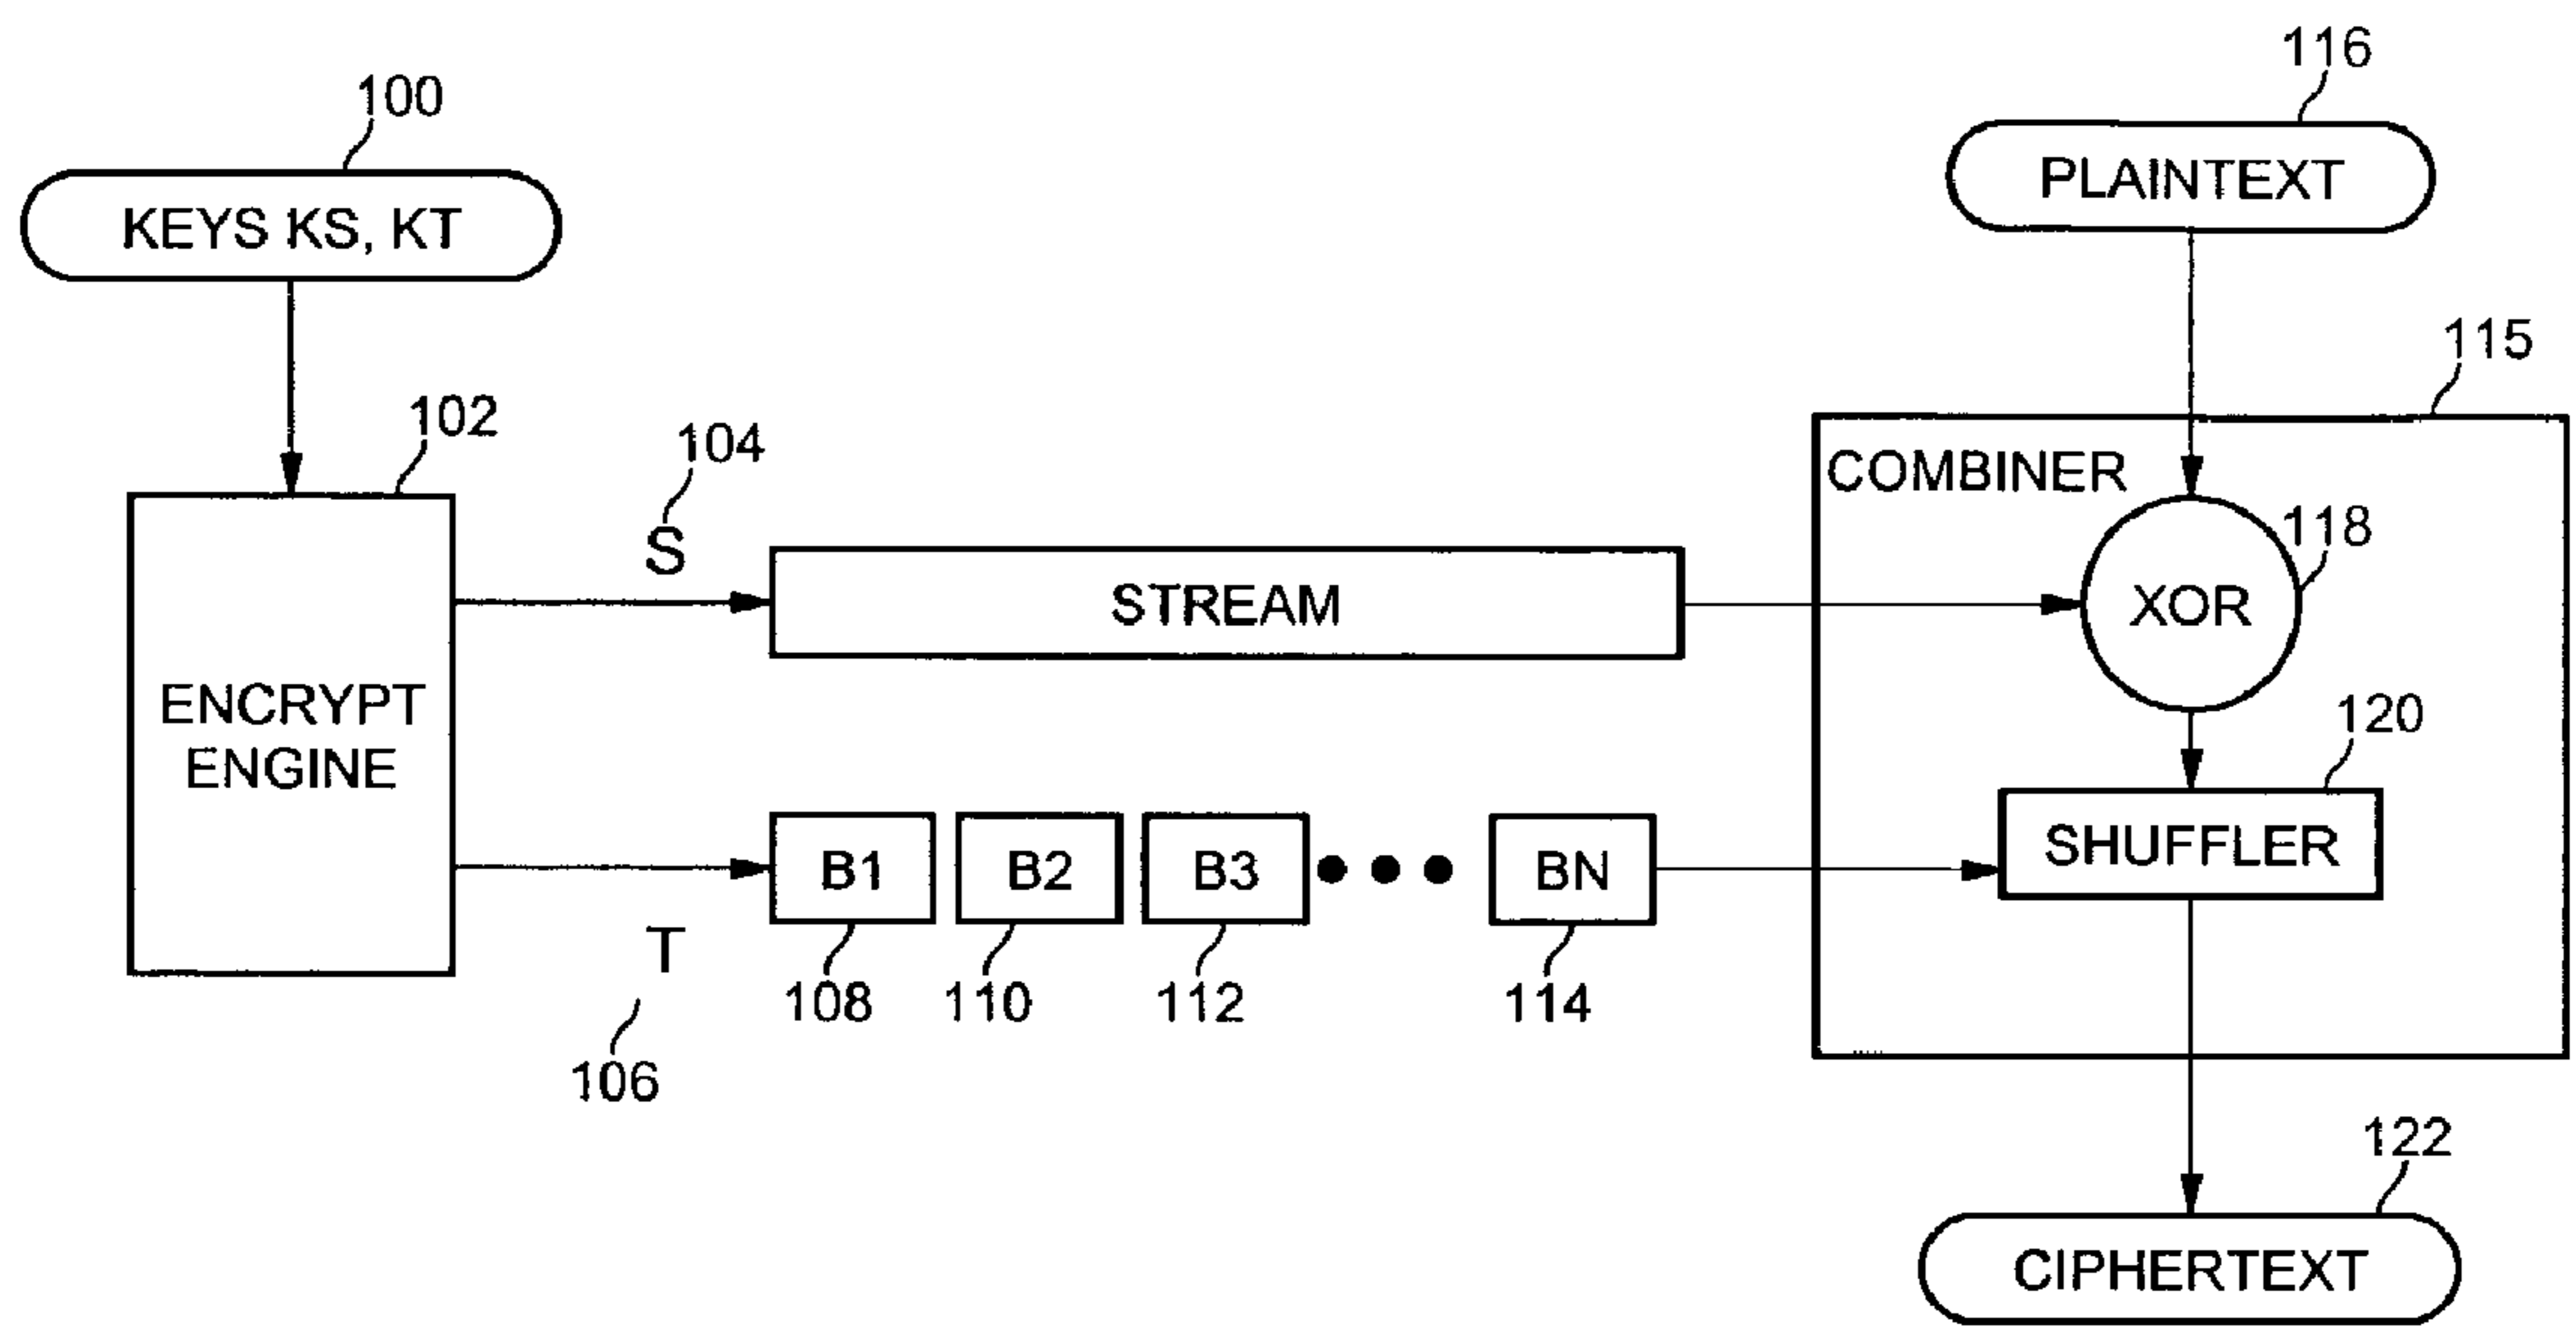 116
100
PLAINTEXT
KEYS KS, KT
115
102
104
COMBINER
S
118
STREAM
XOR
ENCRYPT
ENGINE
120
SHUFFLER
B1 B2 B3 BN
T
108 110 112 114
106
122
CIPHERTEXT